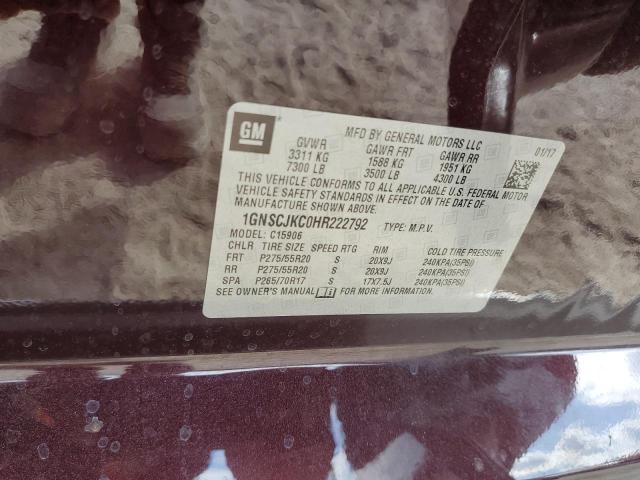 GM
MFD BY GENERAL MOTORS LLC
01/17
GVWR GAWR FRT GAWR RR
3311 KG 1588 KG 1951 KG
7300 LB 3500 LB 4300 LB
THIS VEHICLE CONFORMS TO ALL APPLICABLE U.S. FEDERAL MOTOR
VEHICLE SAFETY STANDARDS IN EFFECT ON THE DATE OF
MANUFACTURE SHOWN ABOVE.
1GNSCJKC0HR222792 TYPE: M.P.V.
MODEL: C15906
CHLR TIRE SIZE SPEED RTG RIM COLD TIRE PRESSURE
FRT P275/55R20 S 20X9J 240KPA(35PSI)
RR P275/55R20 S 20X9J 240KPA(35PSI)
SPA P265/70R17 S 17X7.5J 240KPA(35PSI)
SEE OWNER'S MANUAL FOR MORE INFORMATION.